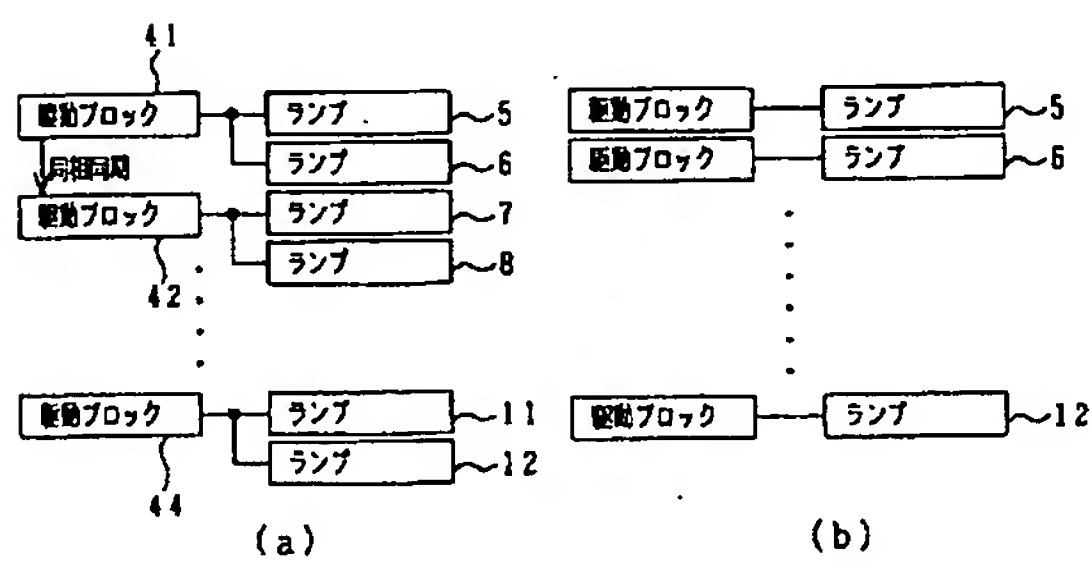 41
駆動ブロック ランプ 5
ランプ 6
同相同期
駆動ブロック ランプ 7
ランプ 8
42
駆動ブロック ランプ 11
ランプ 12
44
(a)
駆動ブロック ランプ 5
駆動ブロック ランプ 6
駆動ブロック ランプ 12
(b)